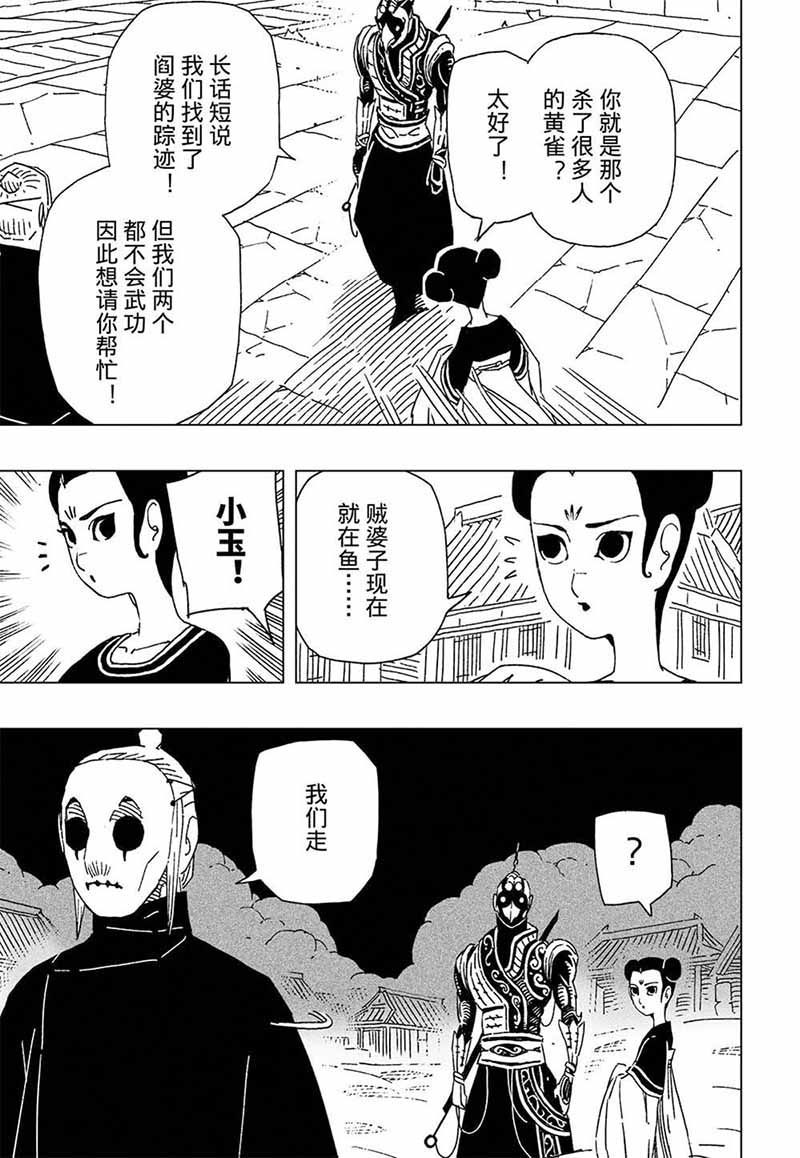 你就是那个
杀了很多人
的黄雀？
太好了！
长话短说
我们找到了
阎婆的踪迹！
但我们两个
都不会武功
因此想请你帮忙！
贼婆子现在
就在鱼……
小玉！
？
我们走